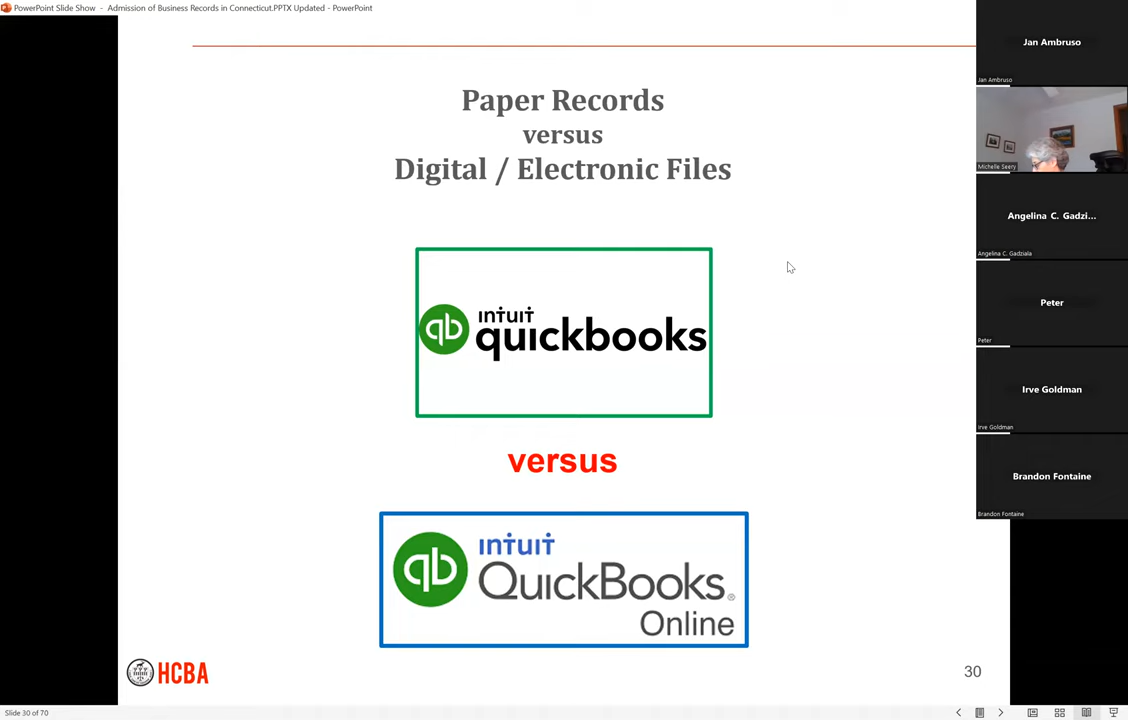 PowerPoint Slide Show - Admission of Business Records in Connecticut.PPTX Updated - PowerPoint
Paper Records
versus
Digital / Electronic Files
qb intuit
quickbooks
versus
qb intuit
QuickBooks®
Online
HCBA
30
Slide 30 of 70
Jan Ambruso
Jan Ambruso
Michelle Seery
Angelina C. Gadzi...
Angelina C. Gadziala
Peter
Peter
Irve Goldman
Irve Goldman
Brandon Fontaine
Brandon Fontaine